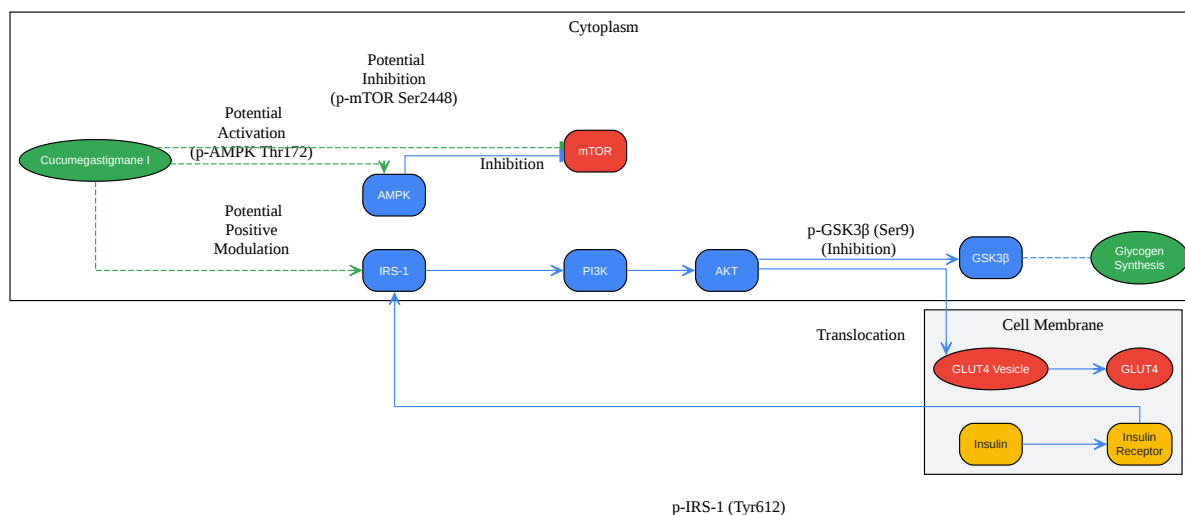 Cytoplasm
Potential
Inhibition
(p-mTOR Ser2448)
Potential
Activation
(p-AMPK Thr172)
Cucumegastigmane I
mTOR
Inhibition
AMPK
Potential
Positive
Modulation
p-GSK3β (Ser9)
(Inhibition)
IRS-1
PI3K
AKT
GSK3β
Glycogen
Synthesis
Translocation
Cell Membrane
GLUT4 Vesicle
GLUT4
Insulin
Insulin
Receptor
p-IRS-1 (Tyr612)